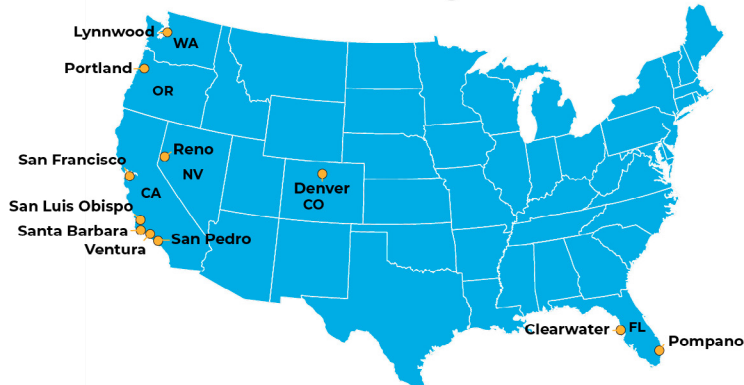 Lynnwood
WA
Portland
OR
Reno
San Francisco
NV
Denver
CA
CO
San Luis Obispo
Santa Barbara
San Pedro
Ventura
FL
Clearwater
Pompano